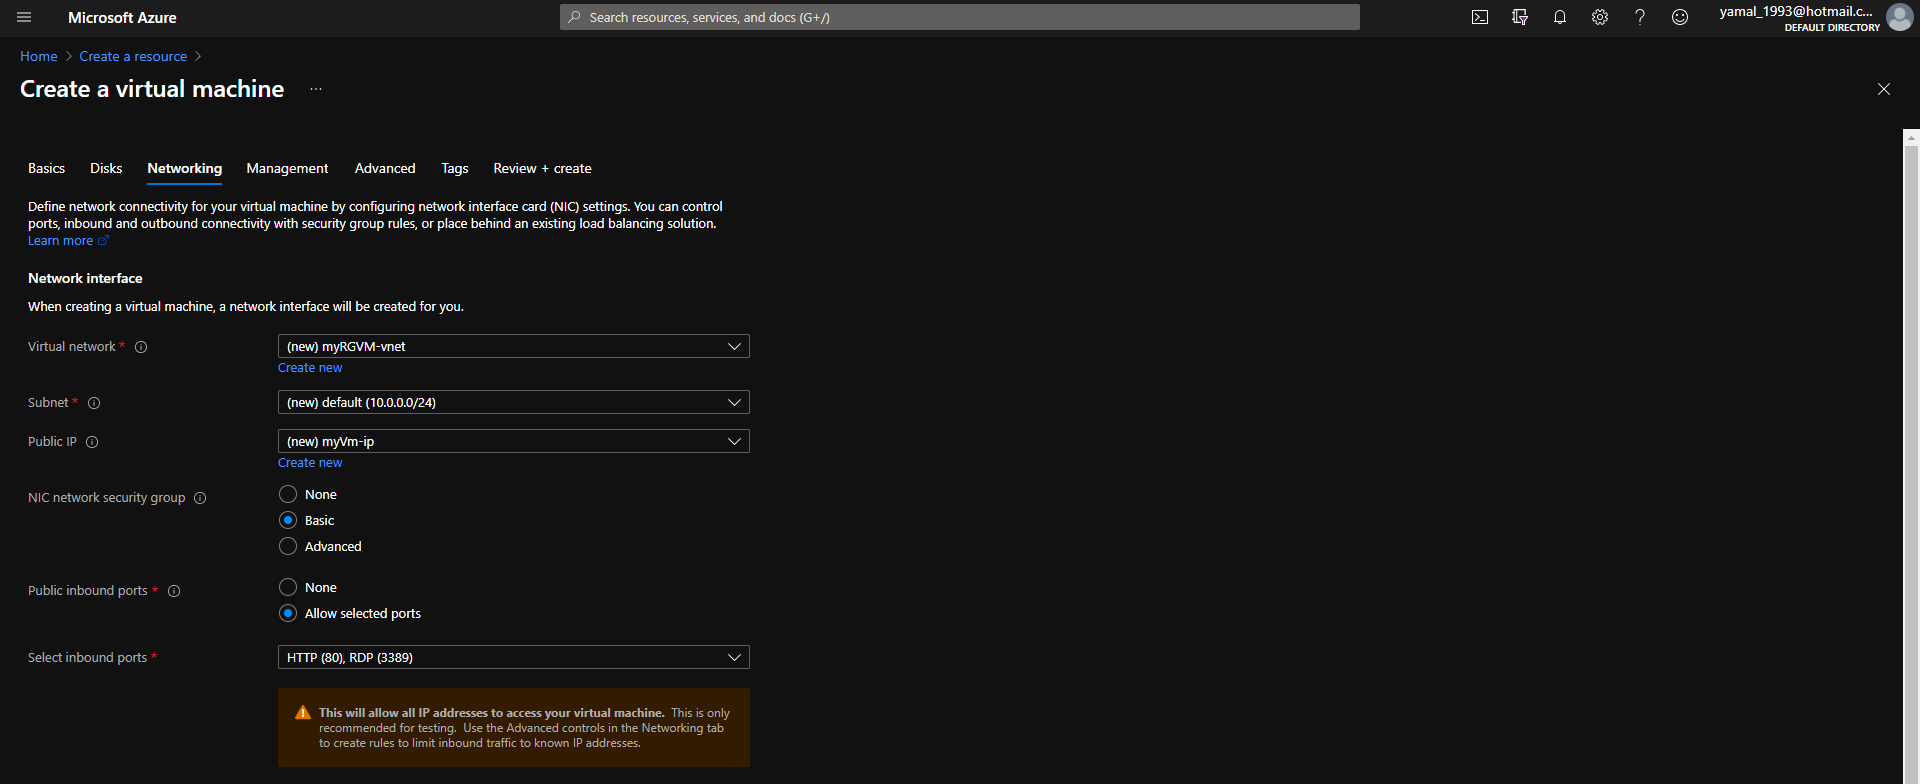 Microsoft Azure
Search resources, services, and docs (G+/)
yamal_1993@hotmail.c...
DEFAULT DIRECTORY
Home > Create a resource >
Create a virtual machine ...
Basics Disks Networking Management Advanced Tags Review + create
Define network connectivity for your virtual machine by configuring network interface card (NIC) settings. You can control
ports, inbound and outbound connectivity with security group rules, or place behind an existing load balancing solution.
Learn more
Network interface
When creating a virtual machine, a network interface will be created for you.
Virtual network * (new) myRGVM-vnet
Create new
Subnet * (new) default (10.0.0.0/24)
Public IP (new) myVm-ip
Create new
NIC network security group None
Basic
Advanced
Public inbound ports * None
Allow selected ports
Select inbound ports * HTTP (80), RDP (3389)
This will allow all IP addresses to access your virtual machine. This is only
recommended for testing. Use the Advanced controls in the Networking tab
to create rules to limit inbound traffic to known IP addresses.